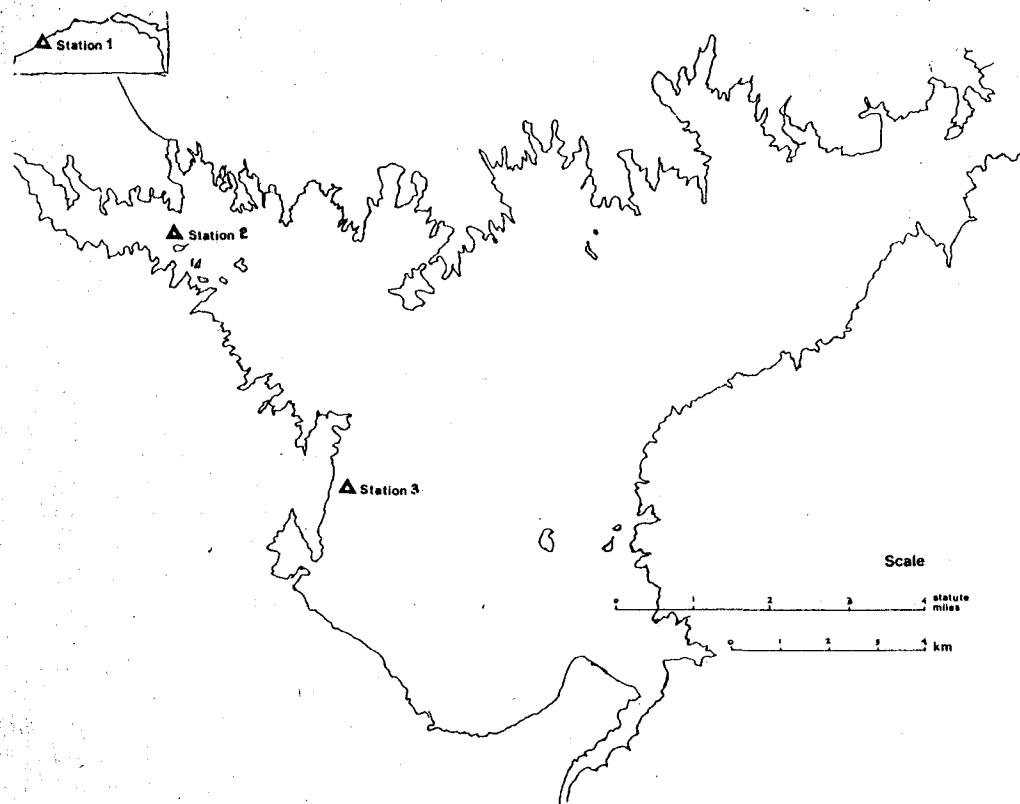 Station 1
Station 2
Station 3
Scale
0 1 2 3 4 statute miles
0 1 2 3 4 km